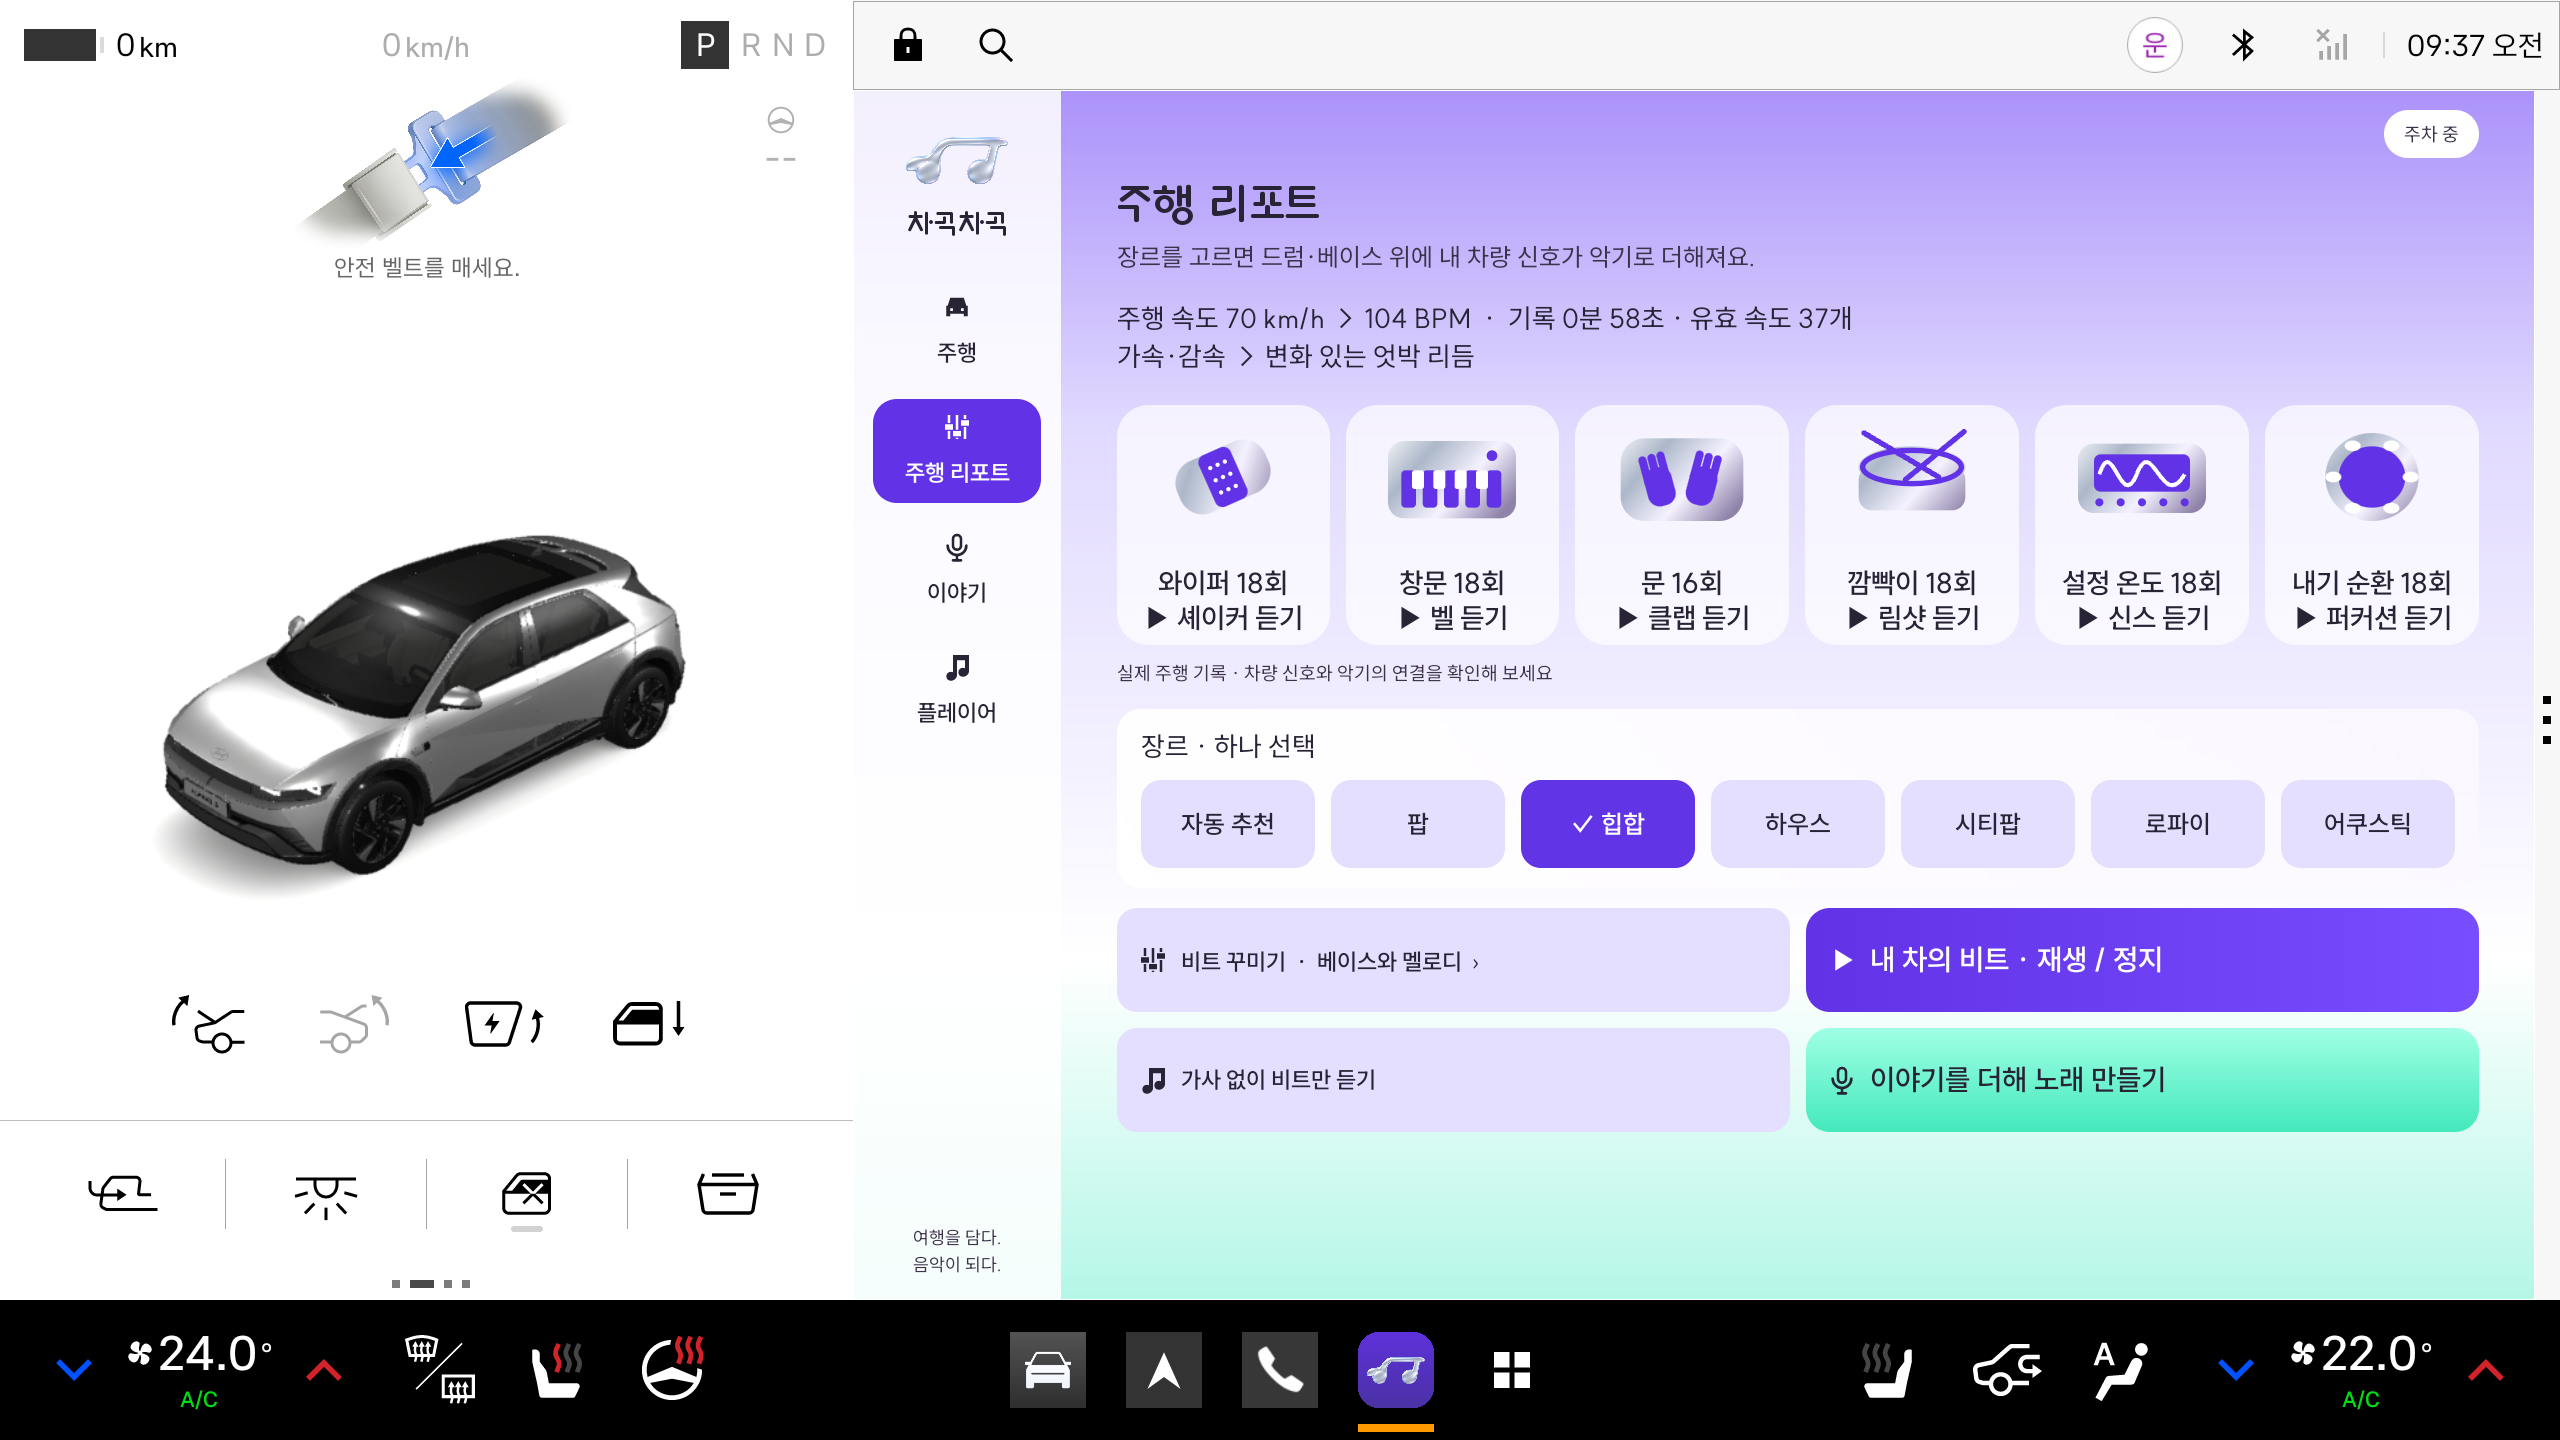 0 km
0 km/h
P R N D
안전 벨트를 매세요.
09:37 오전
운
차곡차곡
주행
주행 리포트
이야기
플레이어
여행을 담다.
음악이 되다.
주차 중
주행 리포트
장르를 고르면 드럼·베이스 위에 내 차량 신호가 악기로 더해져요.
주행 속도 70 km/h > 104 BPM · 기록 0분 58초 · 유효 속도 37개
가속·감속 > 변화 있는 엇박 리듬
와이퍼 18회
▶ 셰이커 듣기
창문 18회
▶ 벨 듣기
문 16회
▶ 클랩 듣기
깜빡이 18회
▶ 림샷 듣기
설정 온도 18회
▶ 신스 듣기
내기 순환 18회
▶ 퍼커션 듣기
실제 주행 기록 · 차량 신호와 악기의 연결을 확인해 보세요
장르 · 하나 선택
자동 추천
팝
✓ 힙합
하우스
시티팝
로파이
어쿠스틱
비트 꾸미기 · 베이스와 멜로디 ›
▶ 내 차의 비트 · 재생 / 정지
가사 없이 비트만 듣기
이야기를 더해 노래 만들기
24.0°
A/C
A
22.0°
A/C